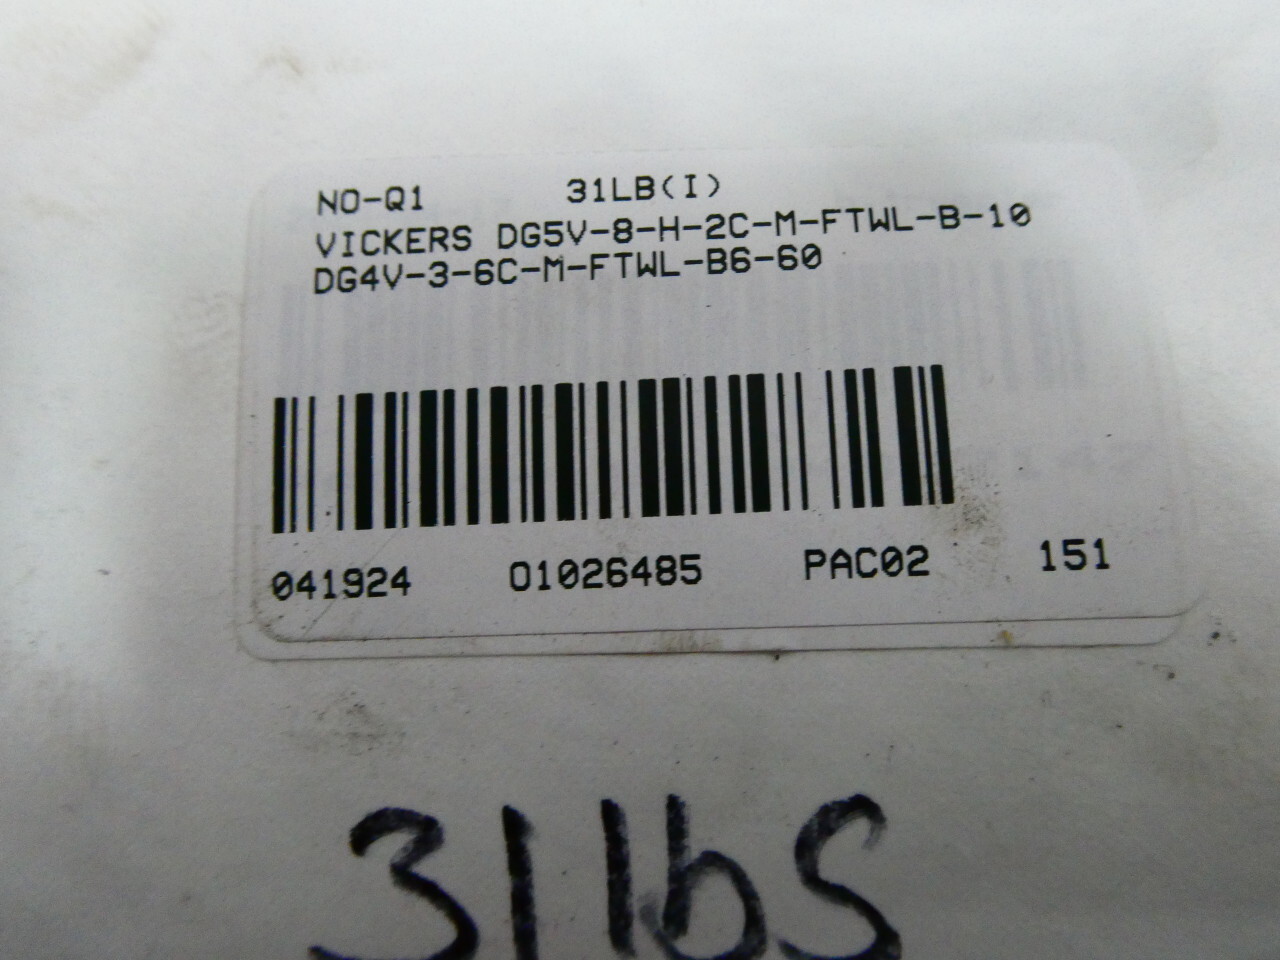 NO-Q1 31LB(I)
VICKERS DG5V-8-H-2C-M-FTWL-B-10
DG4V-3-6C-M-FTWL-B6-60
041924 01026485 PAC02 151
31lbs